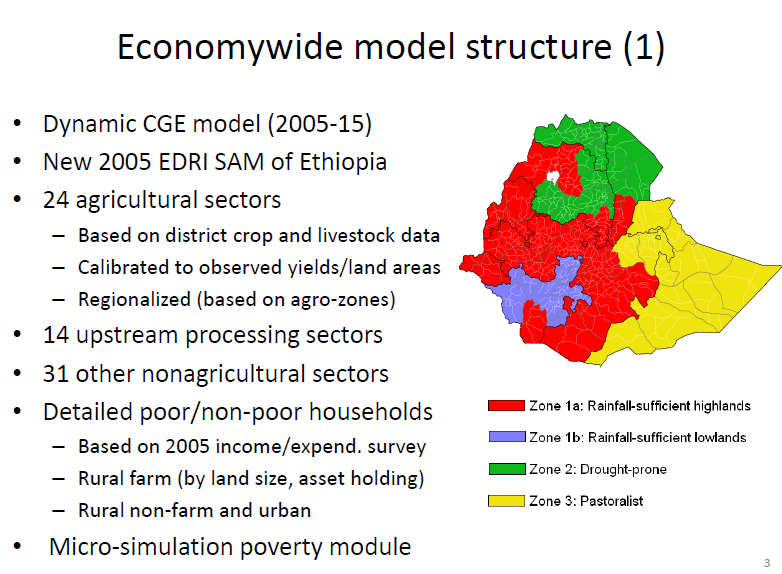 Economywide model structure (1)
• Dynamic CGE model (2005-15)
• New 2005 EDRI SAM of Ethiopia
• 24 agricultural sectors
– Based on district crop and livestock data
– Calibrated to observed yields/land areas
– Regionalized (based on agro-zones)
• 14 upstream processing sectors
• 31 other nonagricultural sectors
• Detailed poor/non-poor households
– Based on 2005 income/expend. survey
– Rural farm (by land size, asset holding)
– Rural non-farm and urban
• Micro-simulation poverty module
Zone 1a: Rainfall-sufficient highlands
Zone 1b: Rainfall-sufficient lowlands
Zone 2: Drought-prone
Zone 3: Pastoralist
3